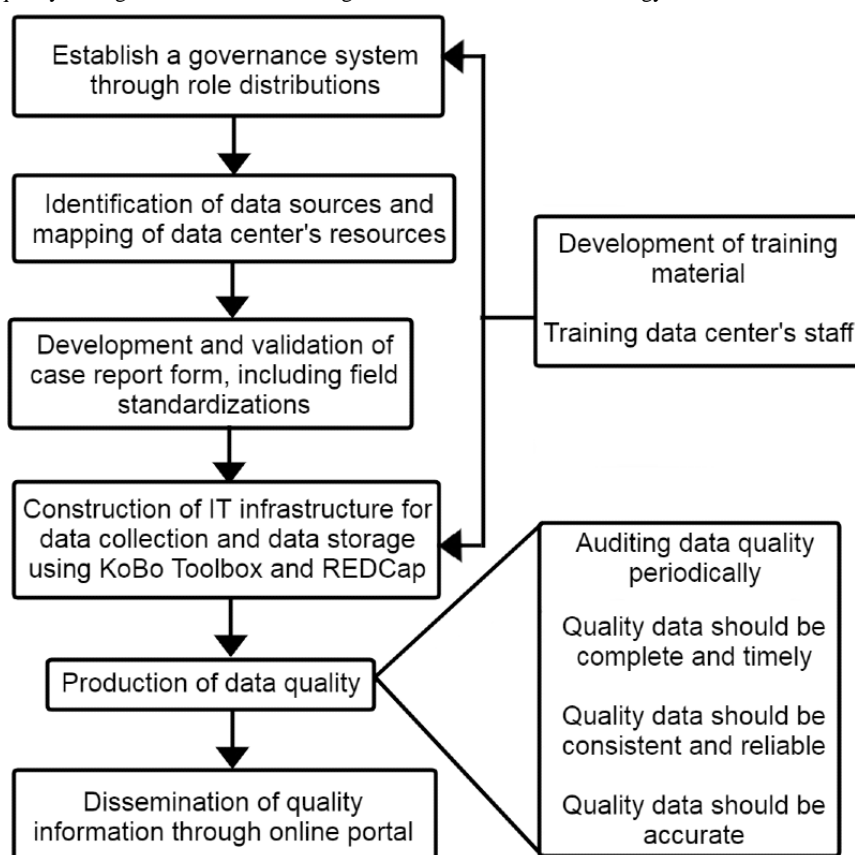 Establish a governance system
through role distributions
Identification of data sources and
mapping of data center's resources
Development of training
material
Training data center's staff
Development and validation of
case report form, including field
standardizations
Construction of IT infrastructure for
data collection and data storage
using KoBo Toolbox and REDCap
Auditing data quality
periodically
Quality data should be
complete and timely
Production of data quality
Quality data should be
consistent and reliable
Dissemination of quality
information through online portal
Quality data should be
accurate